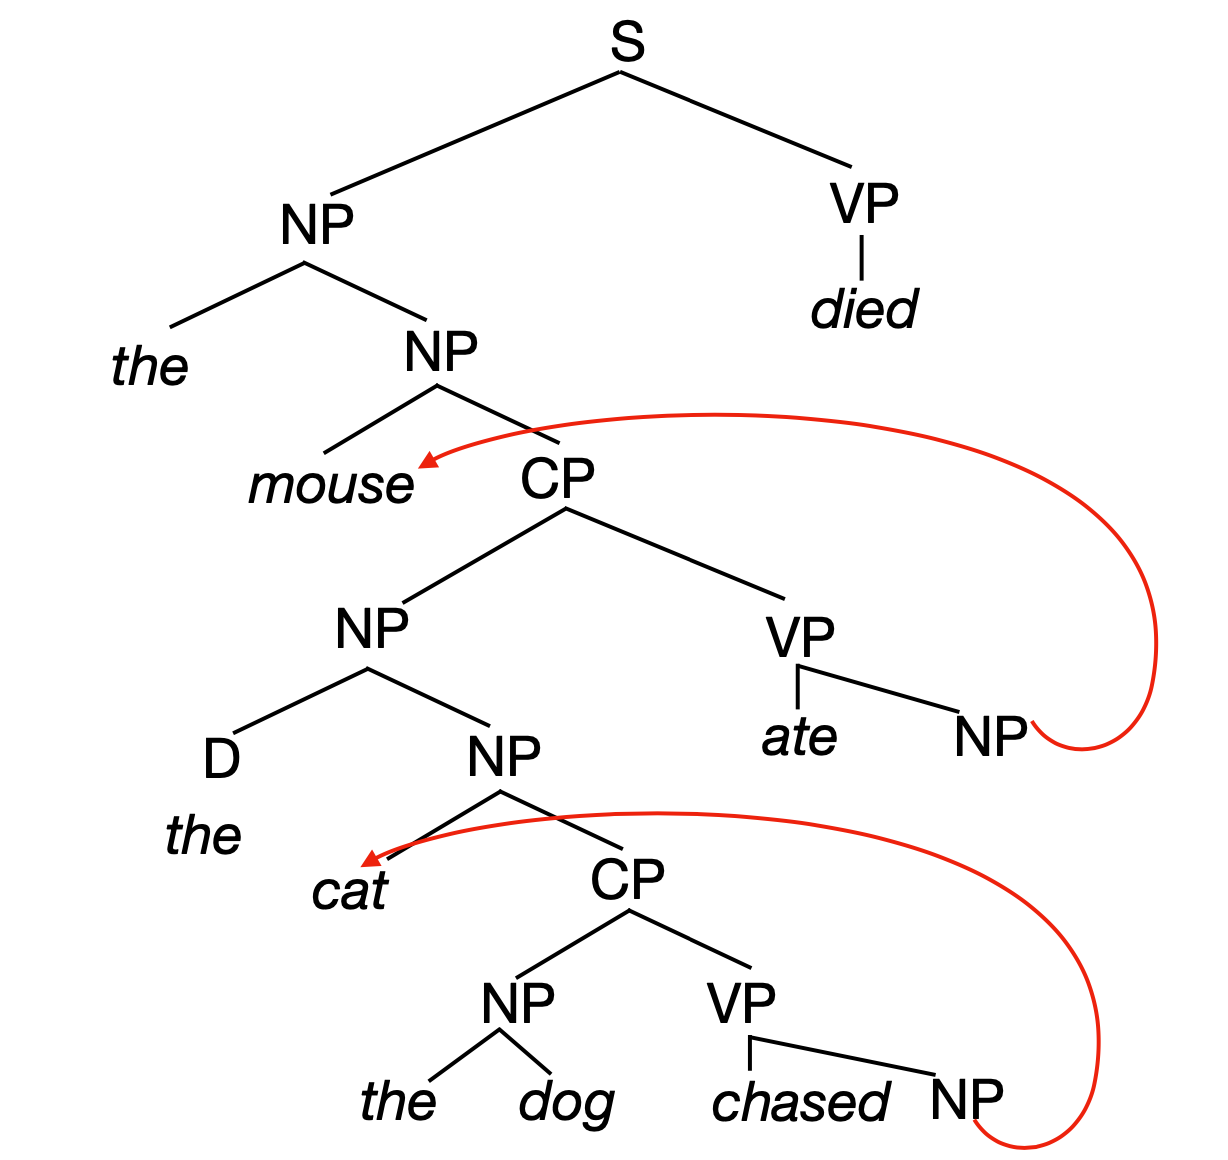 S
NP VP
the NP died
mouse CP
NP VP
D NP ate NP
the cat CP
NP VP
the dog chased NP